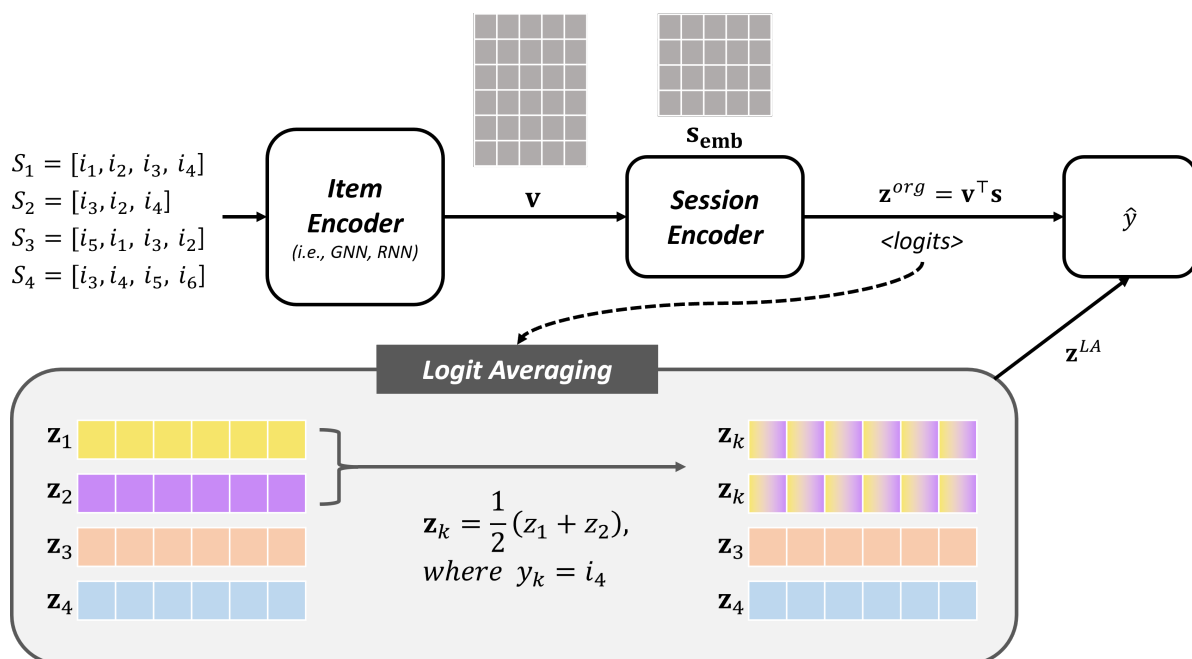 S₁ = [i₁, i₂, i₃, i₄]
S₂ = [i₃, i₂, i₄]
S₃ = [i₅, i₁, i₃, i₂]
S₄ = [i₃, i₄, i₅, i₆]
Item
Encoder
(i.e., GNN, RNN)
v
s_emb
Session
Encoder
z^org = v^⊤s
<logits>
ŷ
z^LA
Logit Averaging
z₁
z₂
z₃
z₄
z_k = 1/2 (z₁ + z₂),
where y_k = i₄
z_k
z_k
z₃
z₄